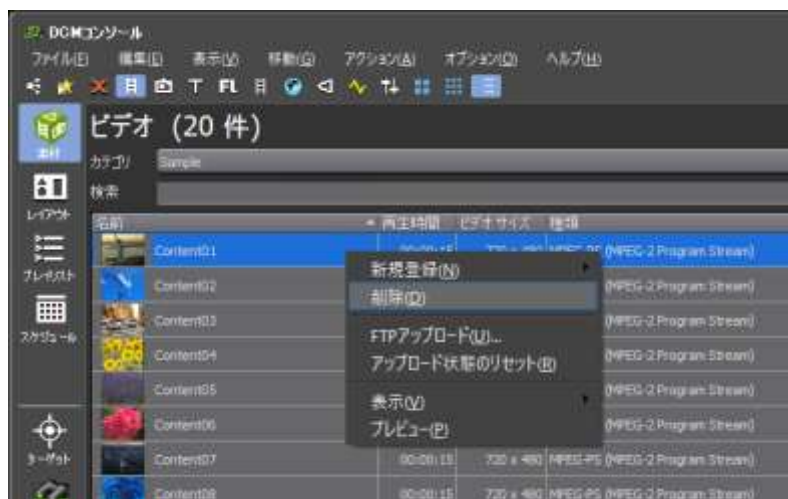 DCMコンソール
ファイル(F) 編集(E) 表示(V) 移動(G) アクション(A) オプション(O) ヘルプ(H)
T FL
素材 ビデオ (20 件)
カテゴリ Sample
レイアウト 検索
名前 再生時間 ビデオサイズ 種類
プレイリスト Content01 00:00:15 720 x 480 MPEG-PS (MPEG-2 Program Stream)
新規登録(N)
Content02 (MPEG-2 Program Stream)
削除(D)
スケジュール Content03 (MPEG-2 Program Stream)
FTPアップロード(U)...
Content04 (MPEG-2 Program Stream)
アップロード状態のリセット(R)
Content05 (MPEG-2 Program Stream)
表示(V)
ターゲット Content06 (MPEG-2 Program Stream)
プレビュー(P)
Content07 00:00:15 720 x 480 MPEG-PS (MPEG-2 Program Stream)
Content08 00:00:15 720 x 480 MPEG-PS (MPEG-2 Program Stream)